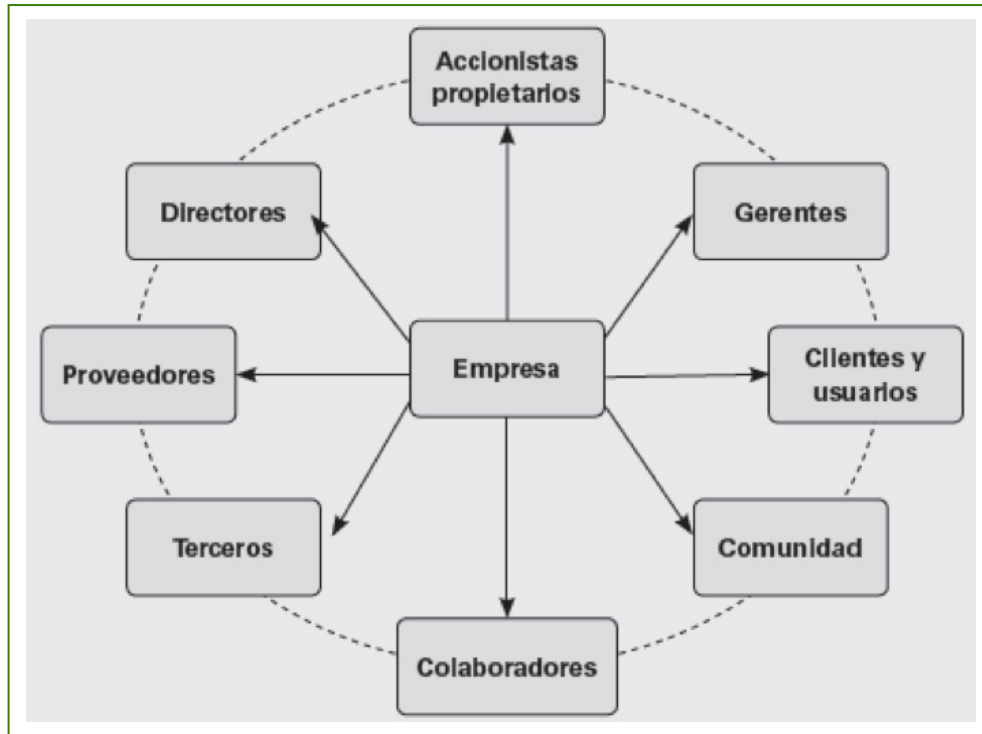 Accionistas
propietarios
Directores
Gerentes
Proveedores
Empresa
Clientes y
usuarios
Terceros
Comunidad
Colaboradores